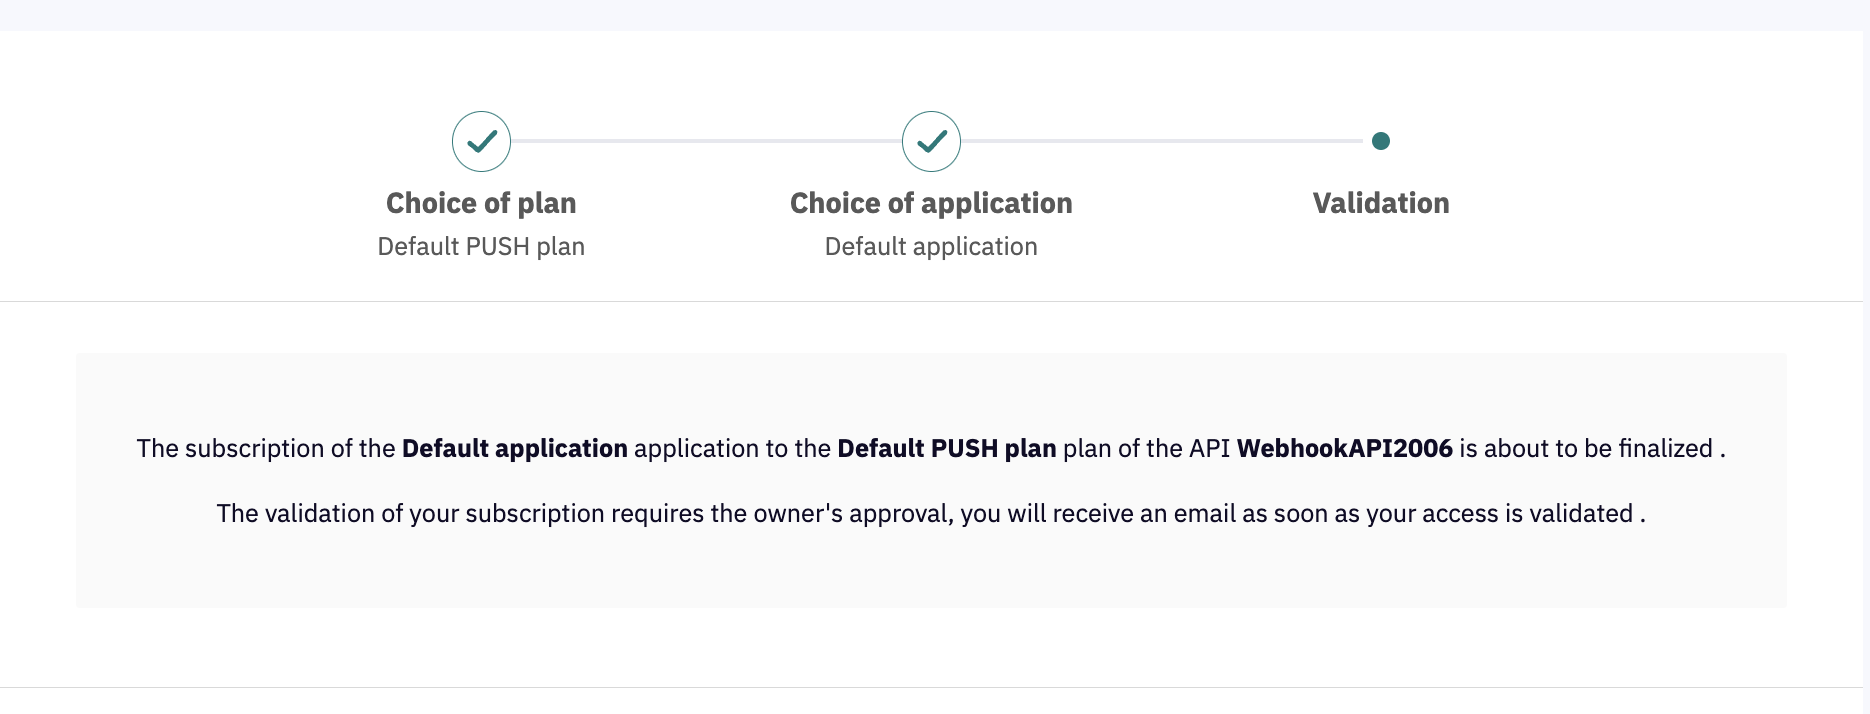 Choice of plan
Choice of application
Validation
Default PUSH plan
Default application
The subscription of the Default application application to the Default PUSH plan plan of the API WebhookAPI2006 is about to be finalized .
The validation of your subscription requires the owner's approval, you will receive an email as soon as your access is validated .